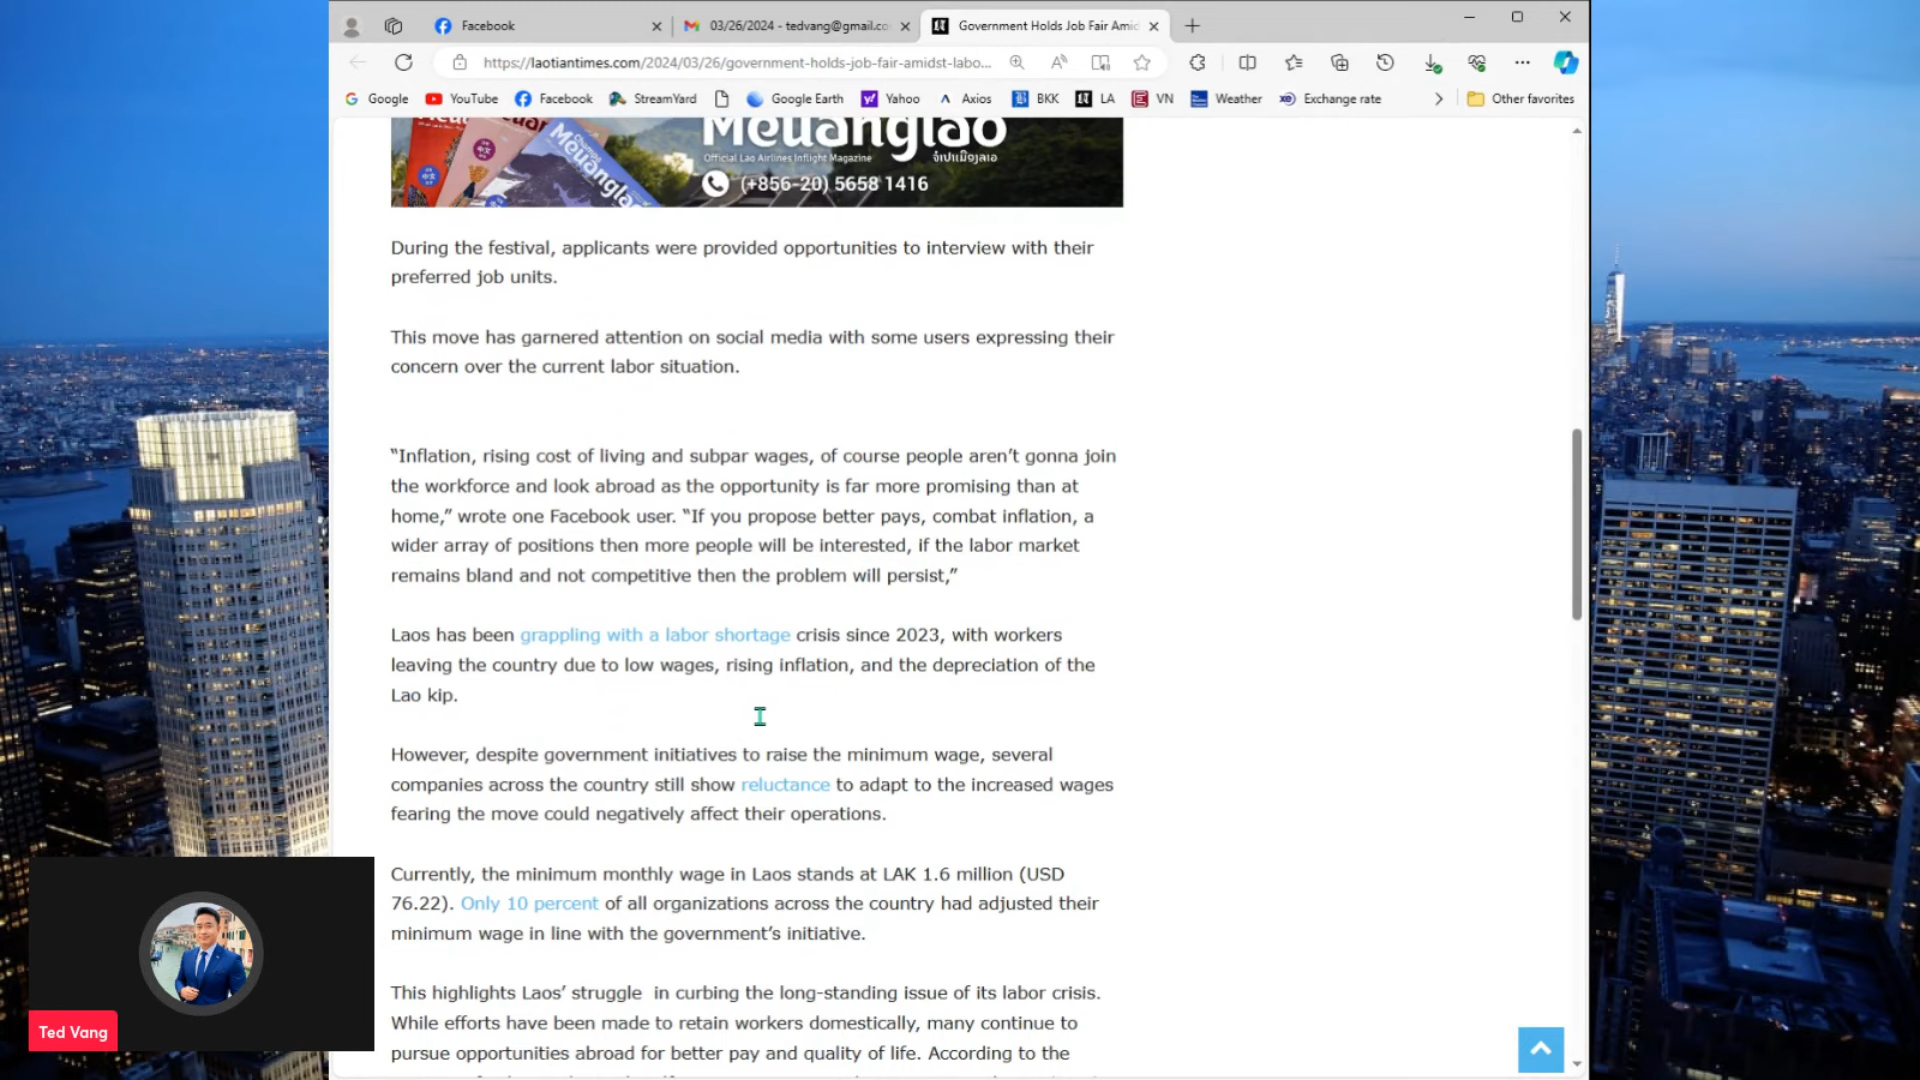 Facebook
03/26/2024 - tedvang@gmail.co
Government Holds Job Fair Amid
https://laotiantimes.com/2024/03/26/government-holds-job-fair-amidst-labo...
Google
YouTube
Facebook
StreamYard
Google Earth
Yahoo
Axios
BKK
LA
VN
Weather
Exchange rate
Other favorites
Meuanglao
Official Lao Airlines Inflight Magazine
ຈຳປາເມືອງລາວ
(+856-20) 5658 1416
During the festival, applicants were provided opportunities to interview with their
preferred job units.
This move has garnered attention on social media with some users expressing their
concern over the current labor situation.
“Inflation, rising cost of living and subpar wages, of course people aren’t gonna join
the workforce and look abroad as the opportunity is far more promising than at
home,” wrote one Facebook user. “If you propose better pays, combat inflation, a
wider array of positions then more people will be interested, if the labor market
remains bland and not competitive then the problem will persist,”
Laos has been grappling with a labor shortage crisis since 2023, with workers
leaving the country due to low wages, rising inflation, and the depreciation of the
Lao kip.
However, despite government initiatives to raise the minimum wage, several
companies across the country still show reluctance to adapt to the increased wages
fearing the move could negatively affect their operations.
Currently, the minimum monthly wage in Laos stands at LAK 1.6 million (USD
76.22). Only 10 percent of all organizations across the country had adjusted their
minimum wage in line with the government’s initiative.
This highlights Laos’ struggle  in curbing the long-standing issue of its labor crisis.
While efforts have been made to retain workers domestically, many continue to
pursue opportunities abroad for better pay and quality of life. According to the
Ted Vang